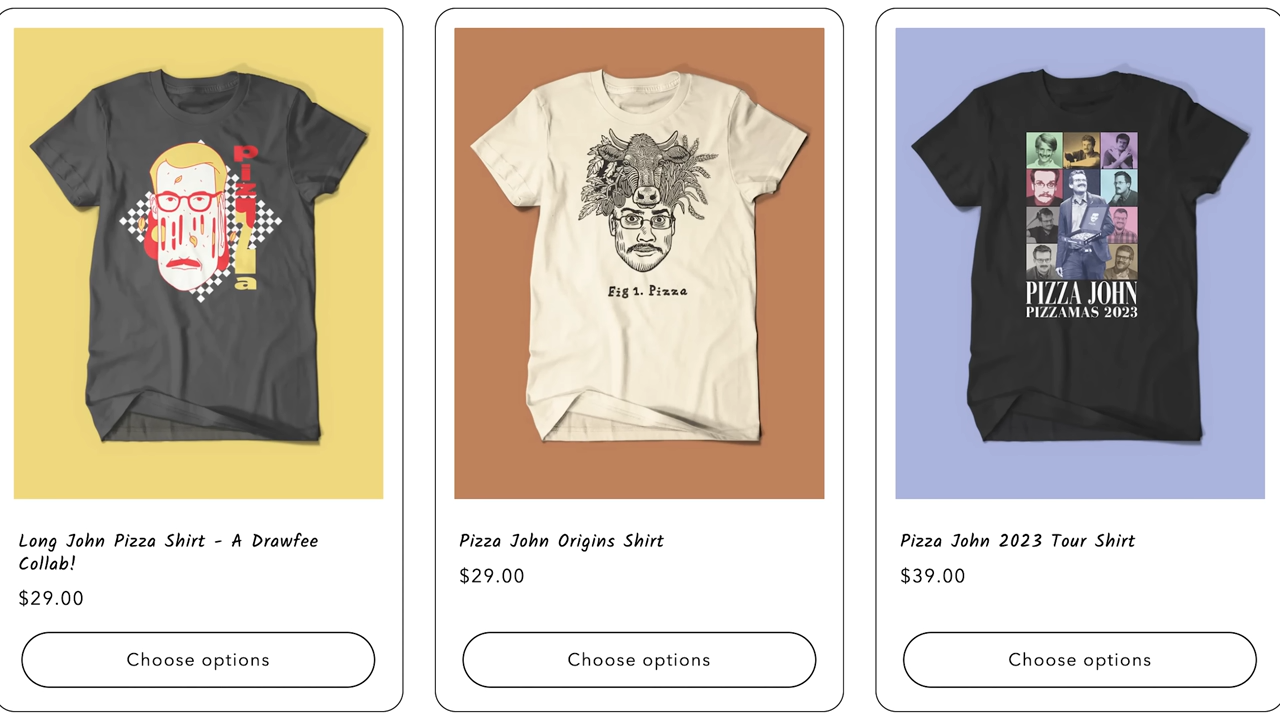 pizza
Fig 1. Pizza
PIZZA JOHN
PIZZAMAS 2023
Long John Pizza Shirt - A Drawfee
Collab!
$29.00
Choose options
Pizza John Origins Shirt
$29.00
Choose options
Pizza John 2023 Tour Shirt
$39.00
Choose options